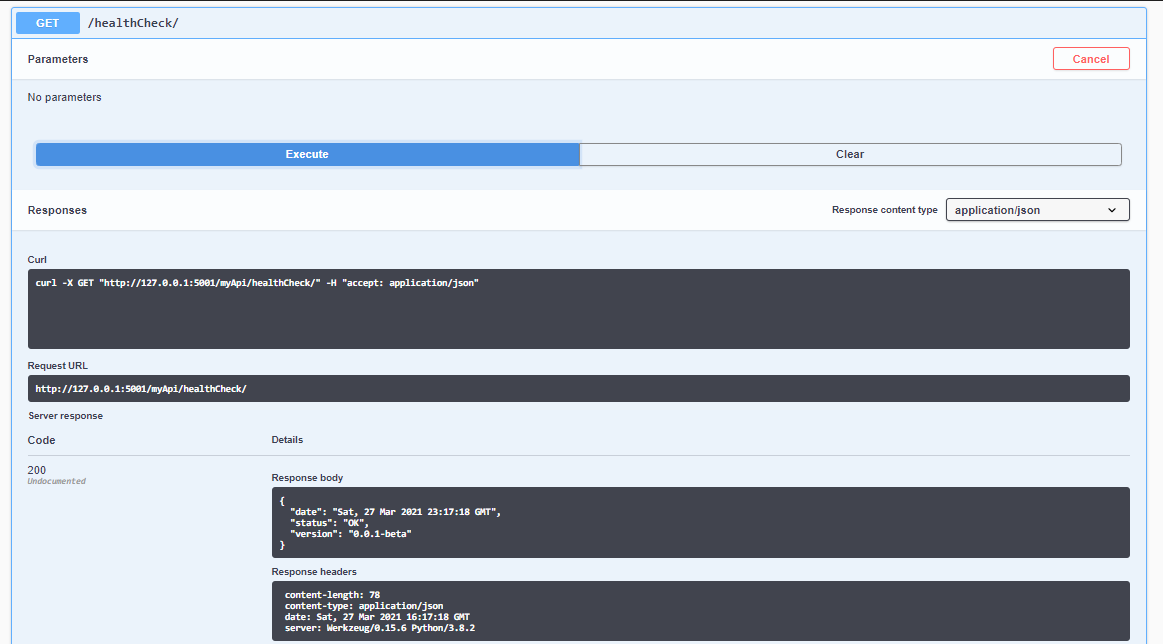 GET /healthCheck/
Parameters Cancel
No parameters
Execute Clear
Responses Response content type application/json
Curl
curl -X GET "http://127.0.0.1:5001/myApi/healthCheck/" -H "accept: application/json"
Request URL
http://127.0.0.1:5001/myApi/healthCheck/
Server response
Code Details
200
Undocumented
Response body
{
"date": "Sat, 27 Mar 2021 23:17:18 GMT",
"status": "OK",
"version": "0.0.1-beta"
}
Response headers
content-length: 78
content-type: application/json
date: Sat, 27 Mar 2021 16:17:18 GMT
server: Werkzeug/0.15.6 Python/3.8.2